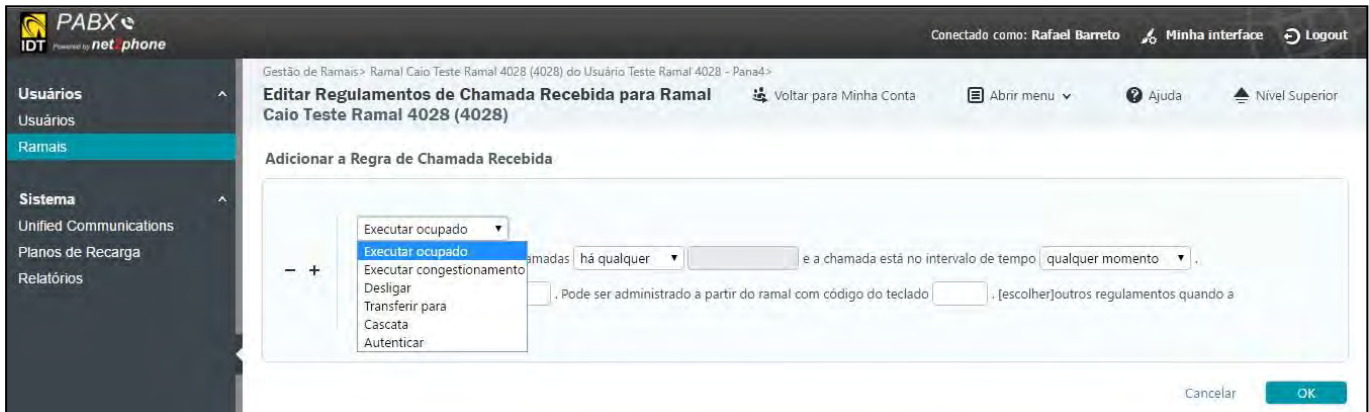 PABX
IDT Powered by net2phone
Conectado como: Rafael Barreto Minha interface Logout
Usuários
Usuários
Ramais
Sistema
Unified Communications
Planos de Recarga
Relatórios
Gestão de Ramais> Ramal Caio Teste Ramal 4028 (4028) do Usuário Teste Ramal 4028 - Pana4>
Editar Regulamentos de Chamada Recebida para Ramal
Caio Teste Ramal 4028 (4028)
Voltar para Minha Conta Abrir menu Ajuda Nível Superior
Adicionar a Regra de Chamada Recebida
Executar ocupado
Executar ocupado
Executar congestionamento
Desligar
Transferir para
Cascata
Autenticar
− +
amadas há qualquer e a chamada está no intervalo de tempo qualquer momento .
. Pode ser administrado a partir do ramal com código do teclado . [escolher]outros regulamentos quando a
Cancelar OK